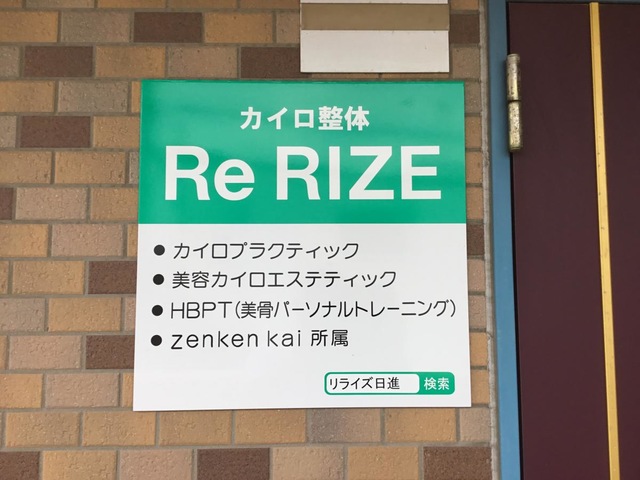 カイロ整体
Re RIZE
● カイロプラクティック
● 美容カイロエステティック
● HBPT(美骨パーソナルトレーニング)
● zenken kai 所属
リライズ日進 検索